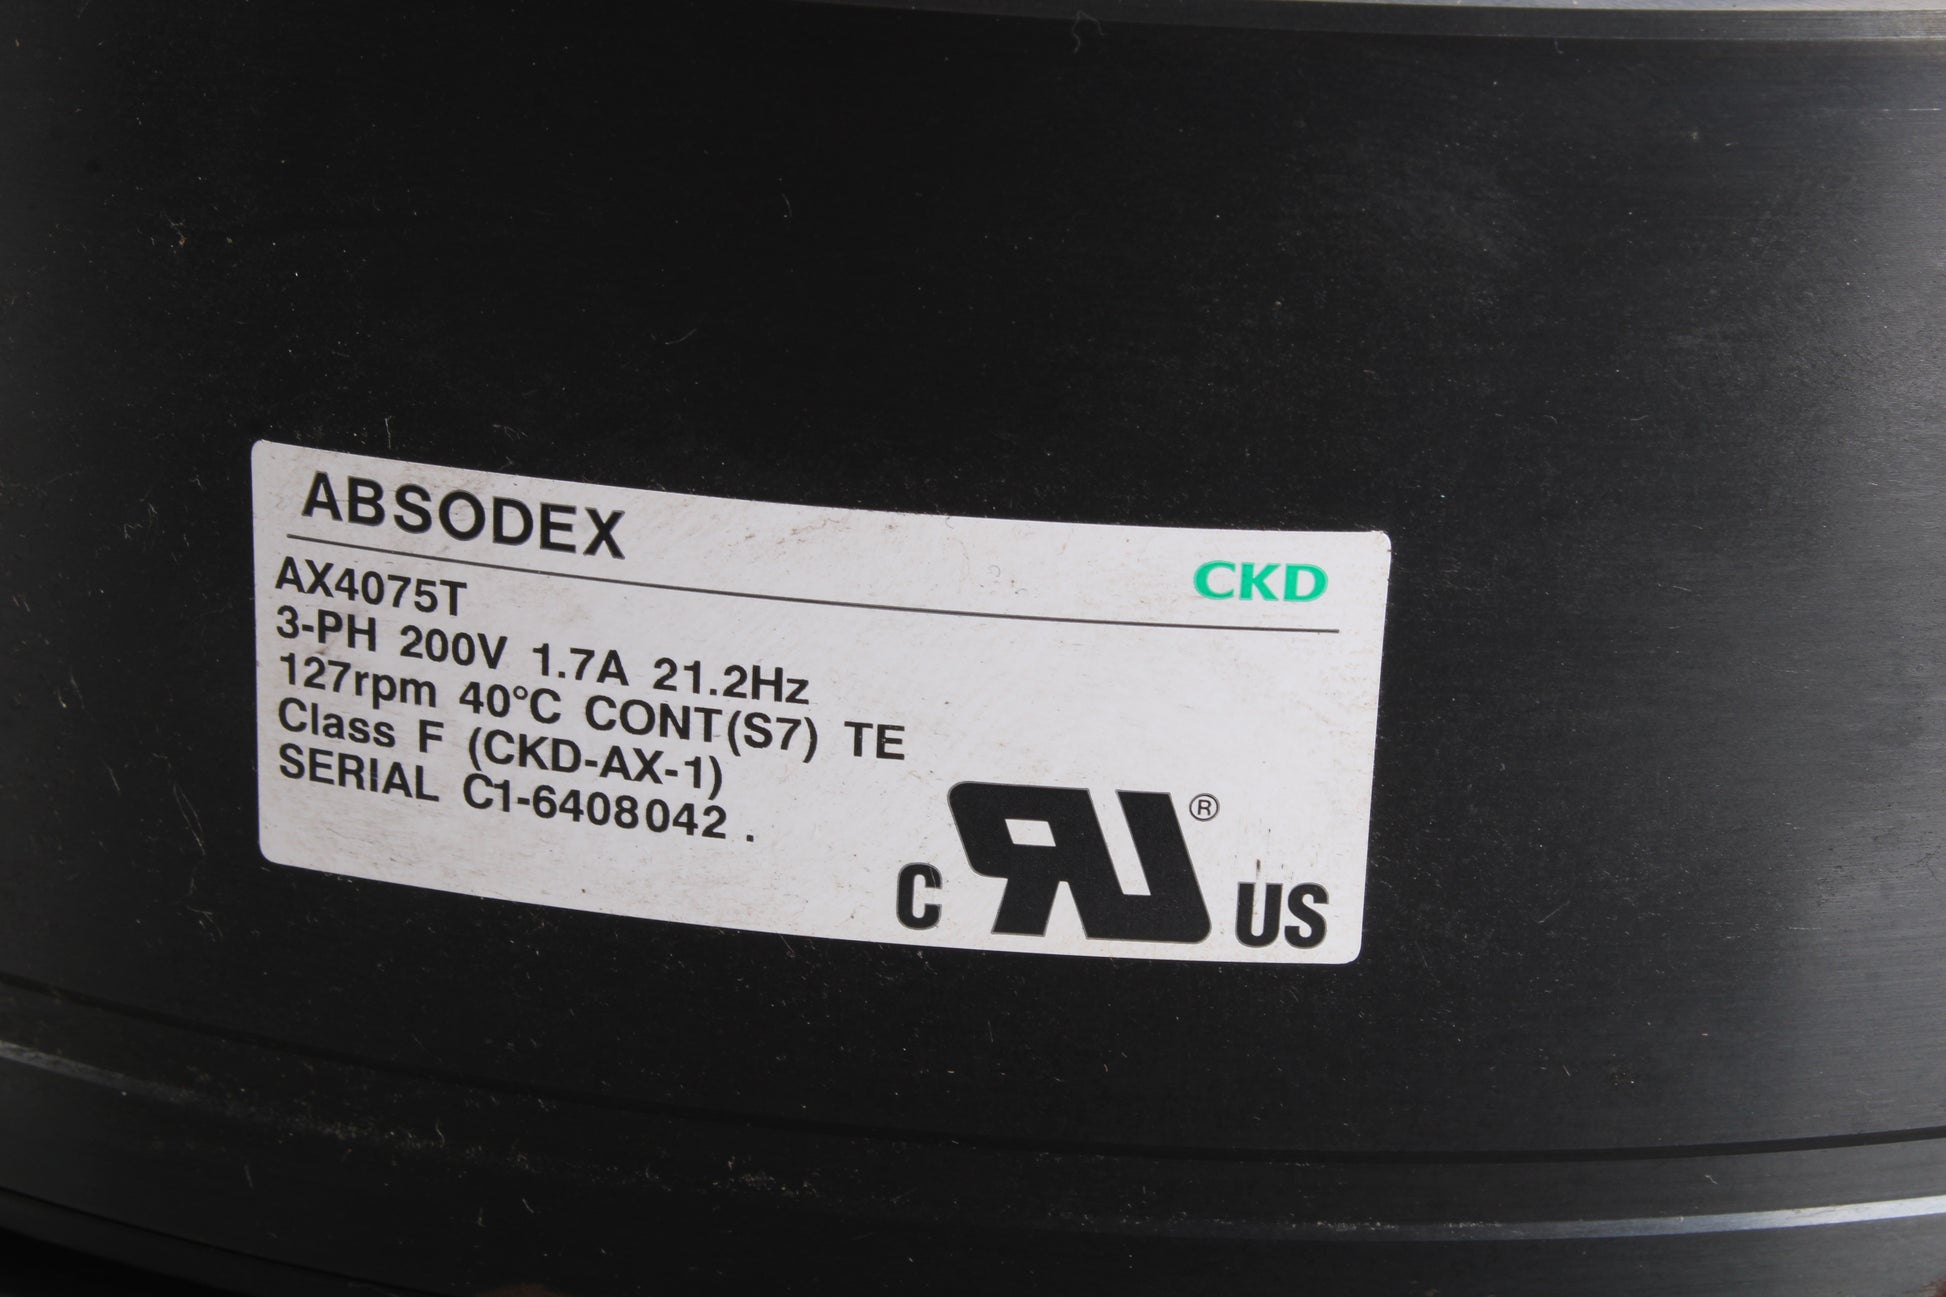 ABSODEX
CKD
AX4075T
3-PH 200V 1.7A 21.2Hz
127rpm 40°C CONT(S7) TE
Class F (CKD-AX-1)
SERIAL C1-6408042 .
C RU ® US